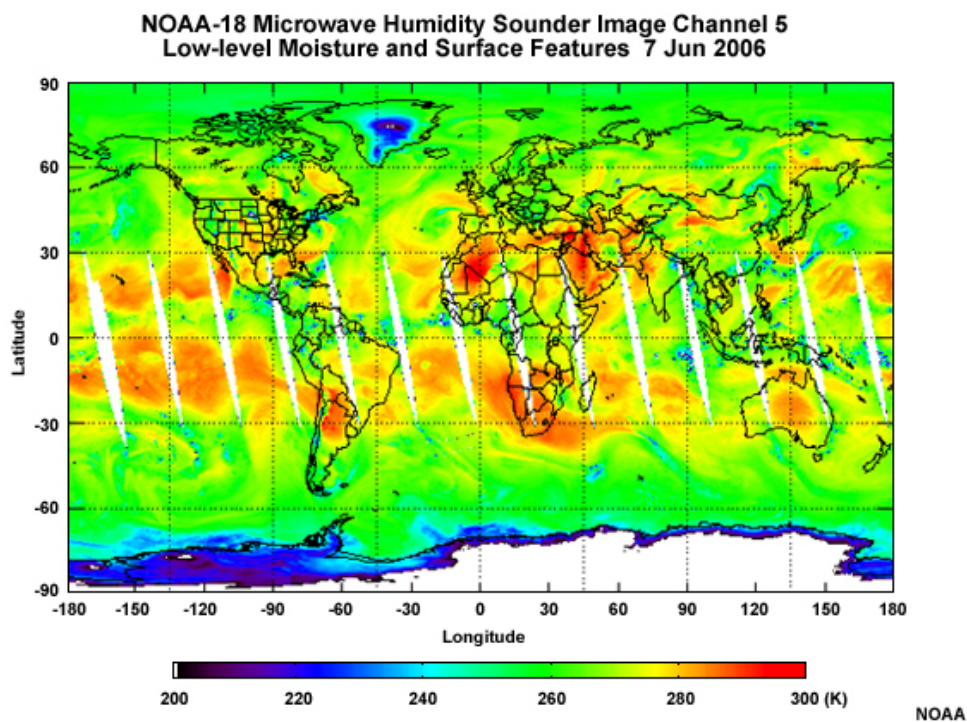 NOAA-18 Microwave Humidity Sounder Image Channel 5
Low-level Moisture and Surface Features 7 Jun 2006
90
60
30
0
-30
-60
-90
Latitude
-180 -150 -120 -90 -60 -30 0 30 60 90 120 150 180
Longitude
200 220 240 260 280 300 (K)
NOAA